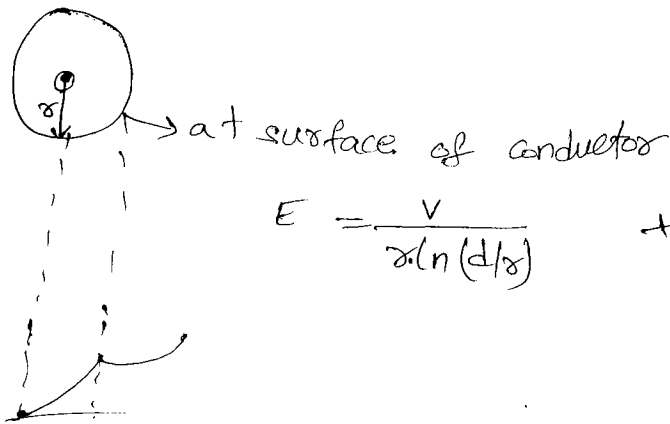 r
→ at surface of conductor
E = V / r.ln(d/r) +